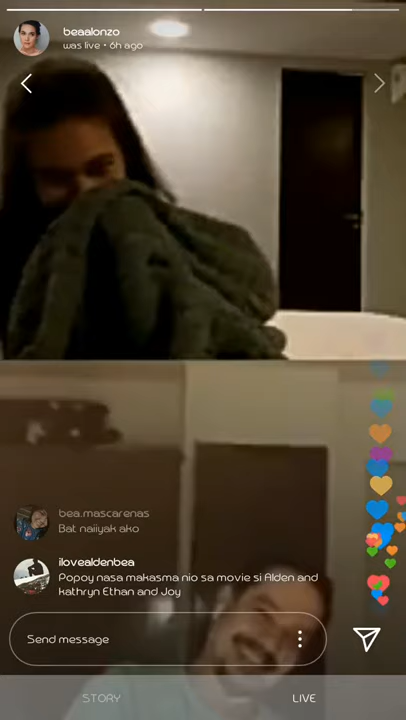 beaalonzo
was live • 6h ago
bea.mascarenas
Bat naiiyak ako
ilovealdenbea
Popoy nasa makasma nio sa movie si Alden and
kathryn Ethan and Joy
Send message
STORY
LIVE